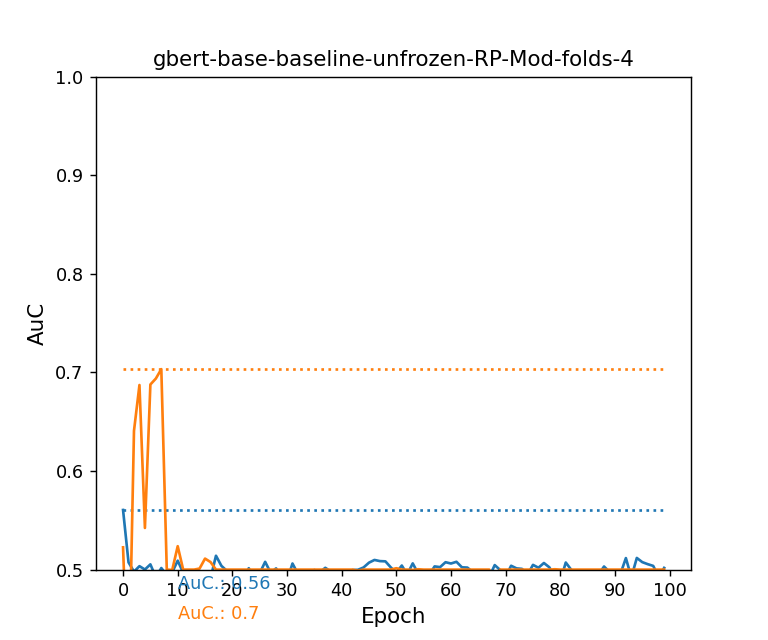 gbert-base-baseline-unfrozen-RP-Mod-folds-4
1.0
0.9
0.8
0.7
0.6
0.5
AuC
0 10 20 30 40 50 60 70 80 90 100
AuC.: 0.56
AuC.: 0.7
Epoch